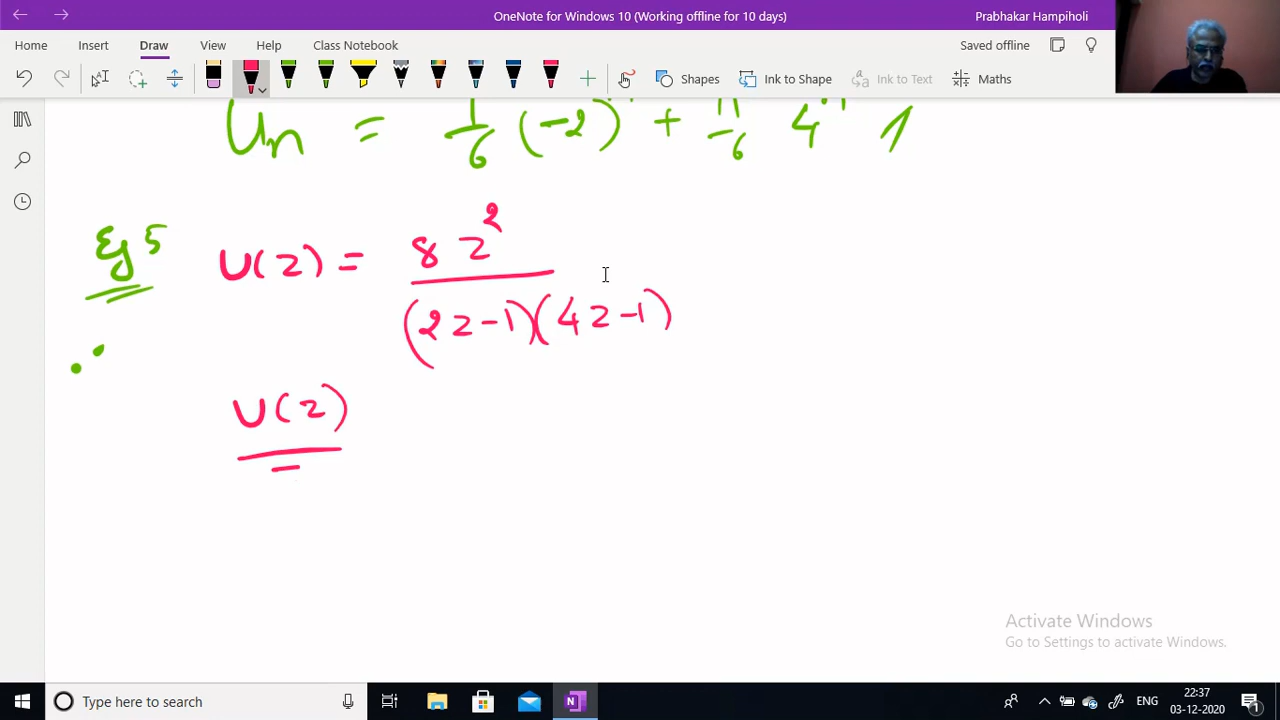 OneNote for Windows 10 (Working offline for 10 days)
Prabhakar Hampiholi
Home Insert Draw View Help Class Notebook
Saved offline
Shapes Ink to Shape Ink to Text Maths
Un = 1/6 (-2)ⁿ + 11/-6 4ⁿ
Eg 5 U(z) = 8 z²
(2z-1)(4z-1)
U(z)
=
Activate Windows
Go to Settings to activate Windows.
Type here to search
ENG
22:37
03-12-2020
1